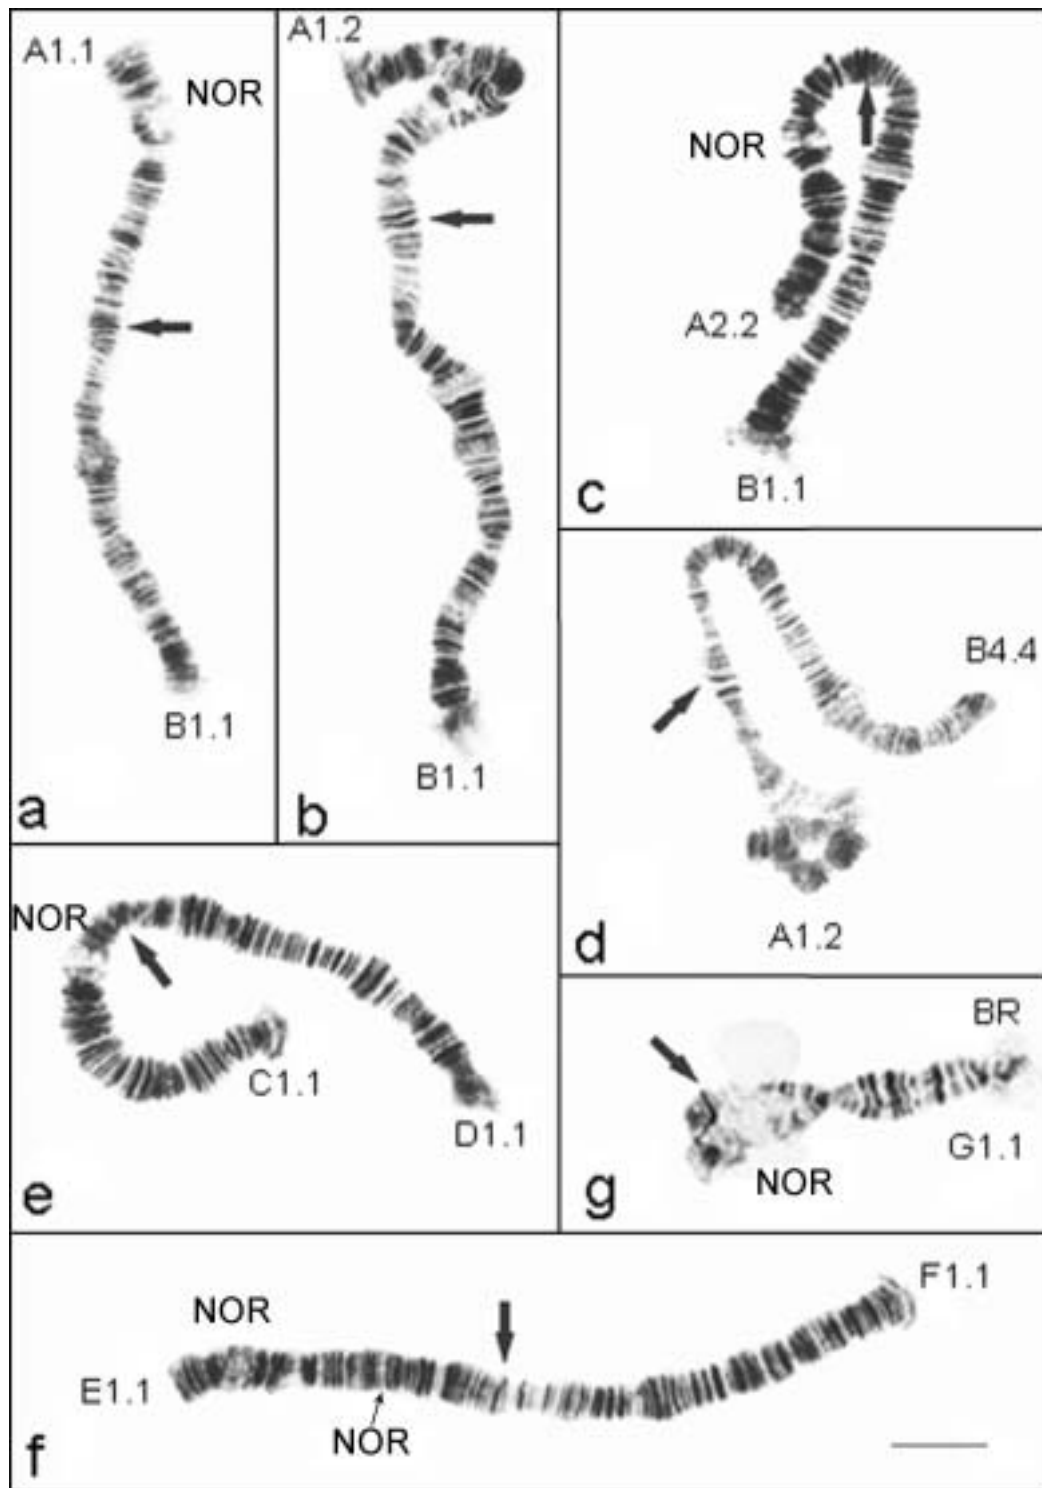 A1.1
NOR
B1.1
a
A1.2
B1.1
b
NOR
A2.2
B1.1
c
B4.4
A1.2
d
NOR
C1.1
D1.1
e
BR
G1.1
NOR
g
NOR
F1.1
E1.1
NOR
f